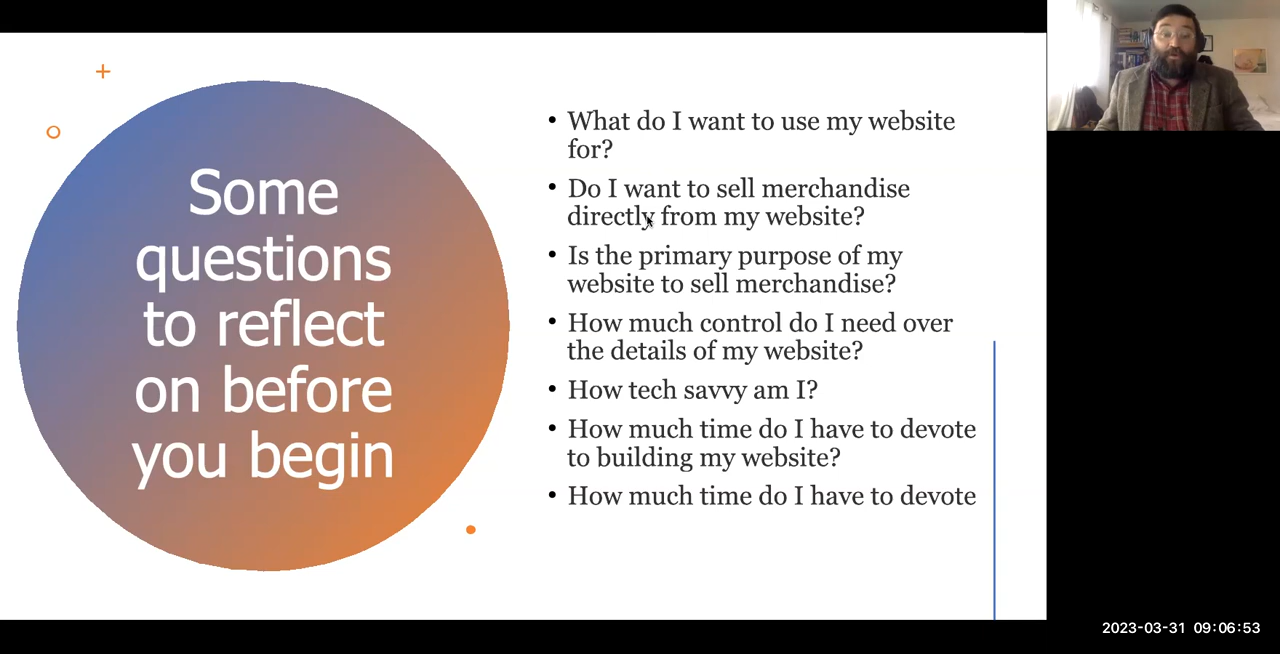 Some
questions
to reflect
on before
you begin
• What do I want to use my website
for?
• Do I want to sell merchandise
directly from my website?
• Is the primary purpose of my
website to sell merchandise?
• How much control do I need over
the details of my website?
• How tech savvy am I?
• How much time do I have to devote
to building my website?
• How much time do I have to devote
2023-03-31 09:06:53